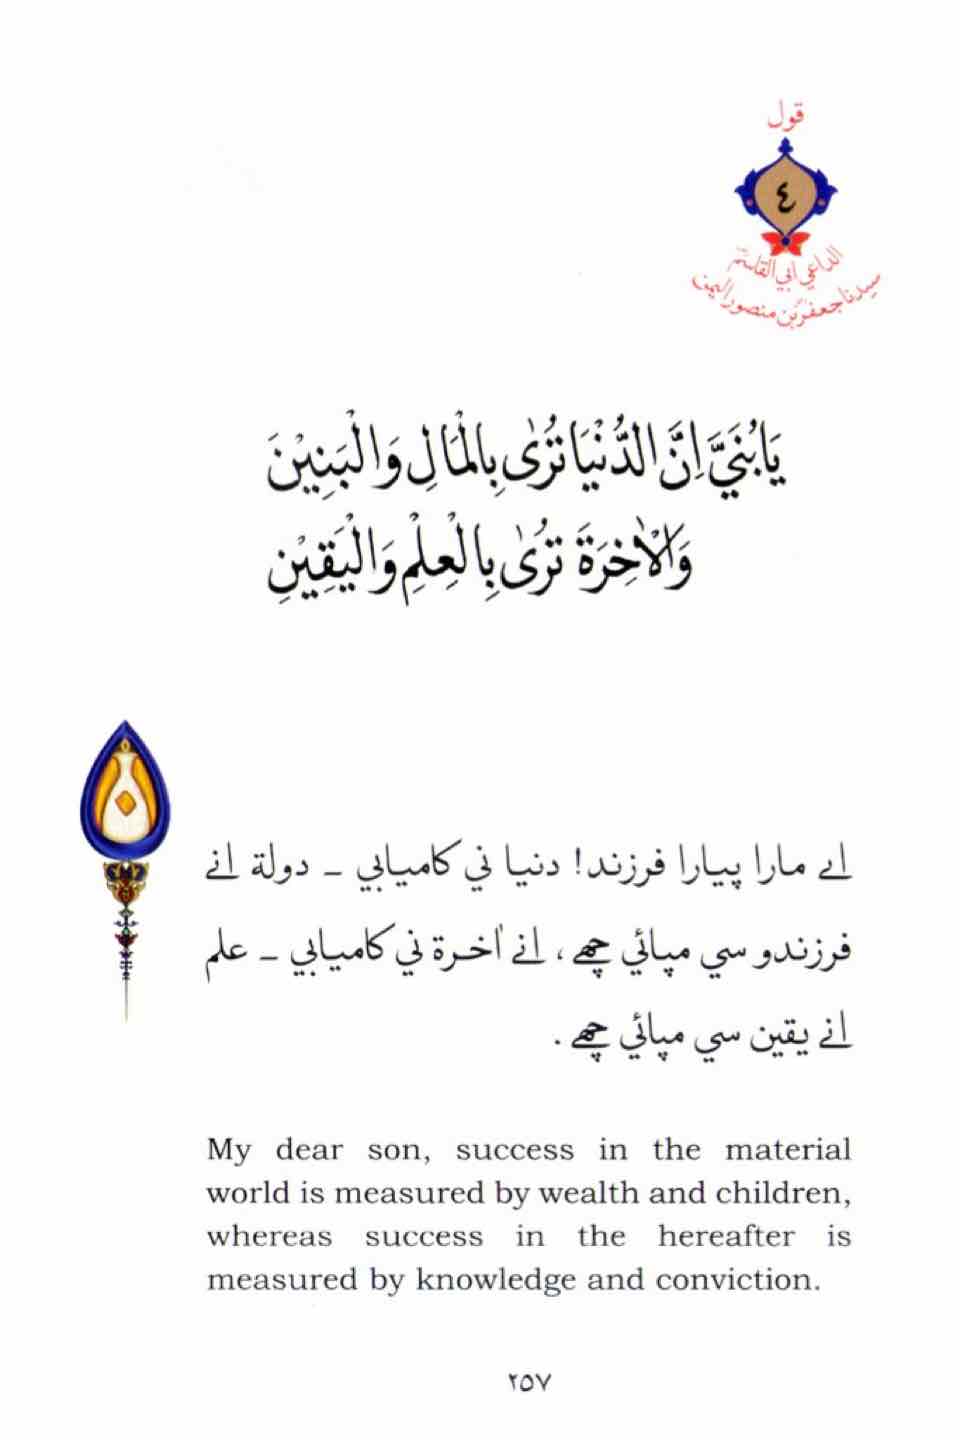 قول
٤
الداعي ابي القاسم
سيدنا جعفر بن منصور اليمن
يَابُنَيَّ اِنَّ الدُّنْيَا تُرٰى بِالْمَالِ وَالْبَنِيْنَ
وَالْاٰخِرَةَ تُرٰى بِالْعِلْمِ وَالْيَقِيْنِ
اے مارا پيارا فرزند! دنيا ني كاميابي ـ دولة انے
فرزندو سي مپائي چھے، انے اٰخرة ني كاميابي ـ علم
انے يقين سي مپائي چھے .
My dear son, success in the material
world is measured by wealth and children,
whereas success in the hereafter is
measured by knowledge and conviction.
٢٥٧